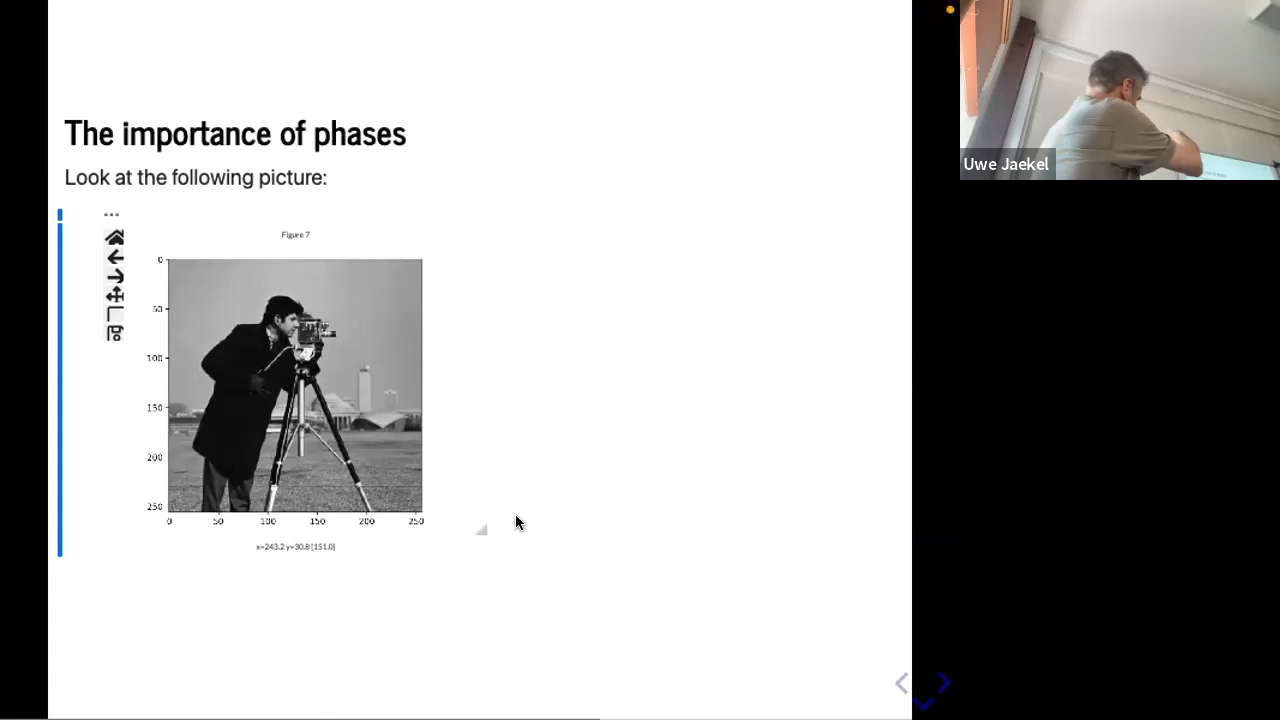 The importance of phases
Look at the following picture:
...
Figure 7
0
50
100
150
200
250
0 50 100 150 200 250
x=243.2 y=30.8 [151.0]
Uwe Jaekel